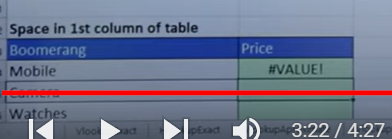 Space in 1st column of table
Boomerang Price
Mobile #VALUE!
Camera
Watches
3:22 / 4:27